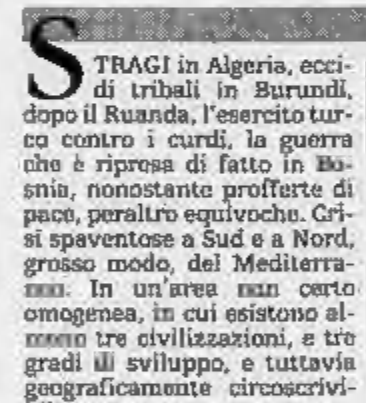 STRAGI in Algeria, ecci-
di tribali in Burundi,
dopo il Ruanda, l'esercito tur-
co contro i curdi, la guerra
che è ripresa di fatto in Bo-
snia, nonostante profferte di
pace, peraltro equivoche. Cri-
si spaventose a Sud e a Nord,
grosso modo, del Mediterra-
neo. In un'area non certo
omogenea, in cui esistono al-
meno tre civilizzazioni, e tre
gradi di sviluppo, e tuttavia
geograficamente circoscrivi-